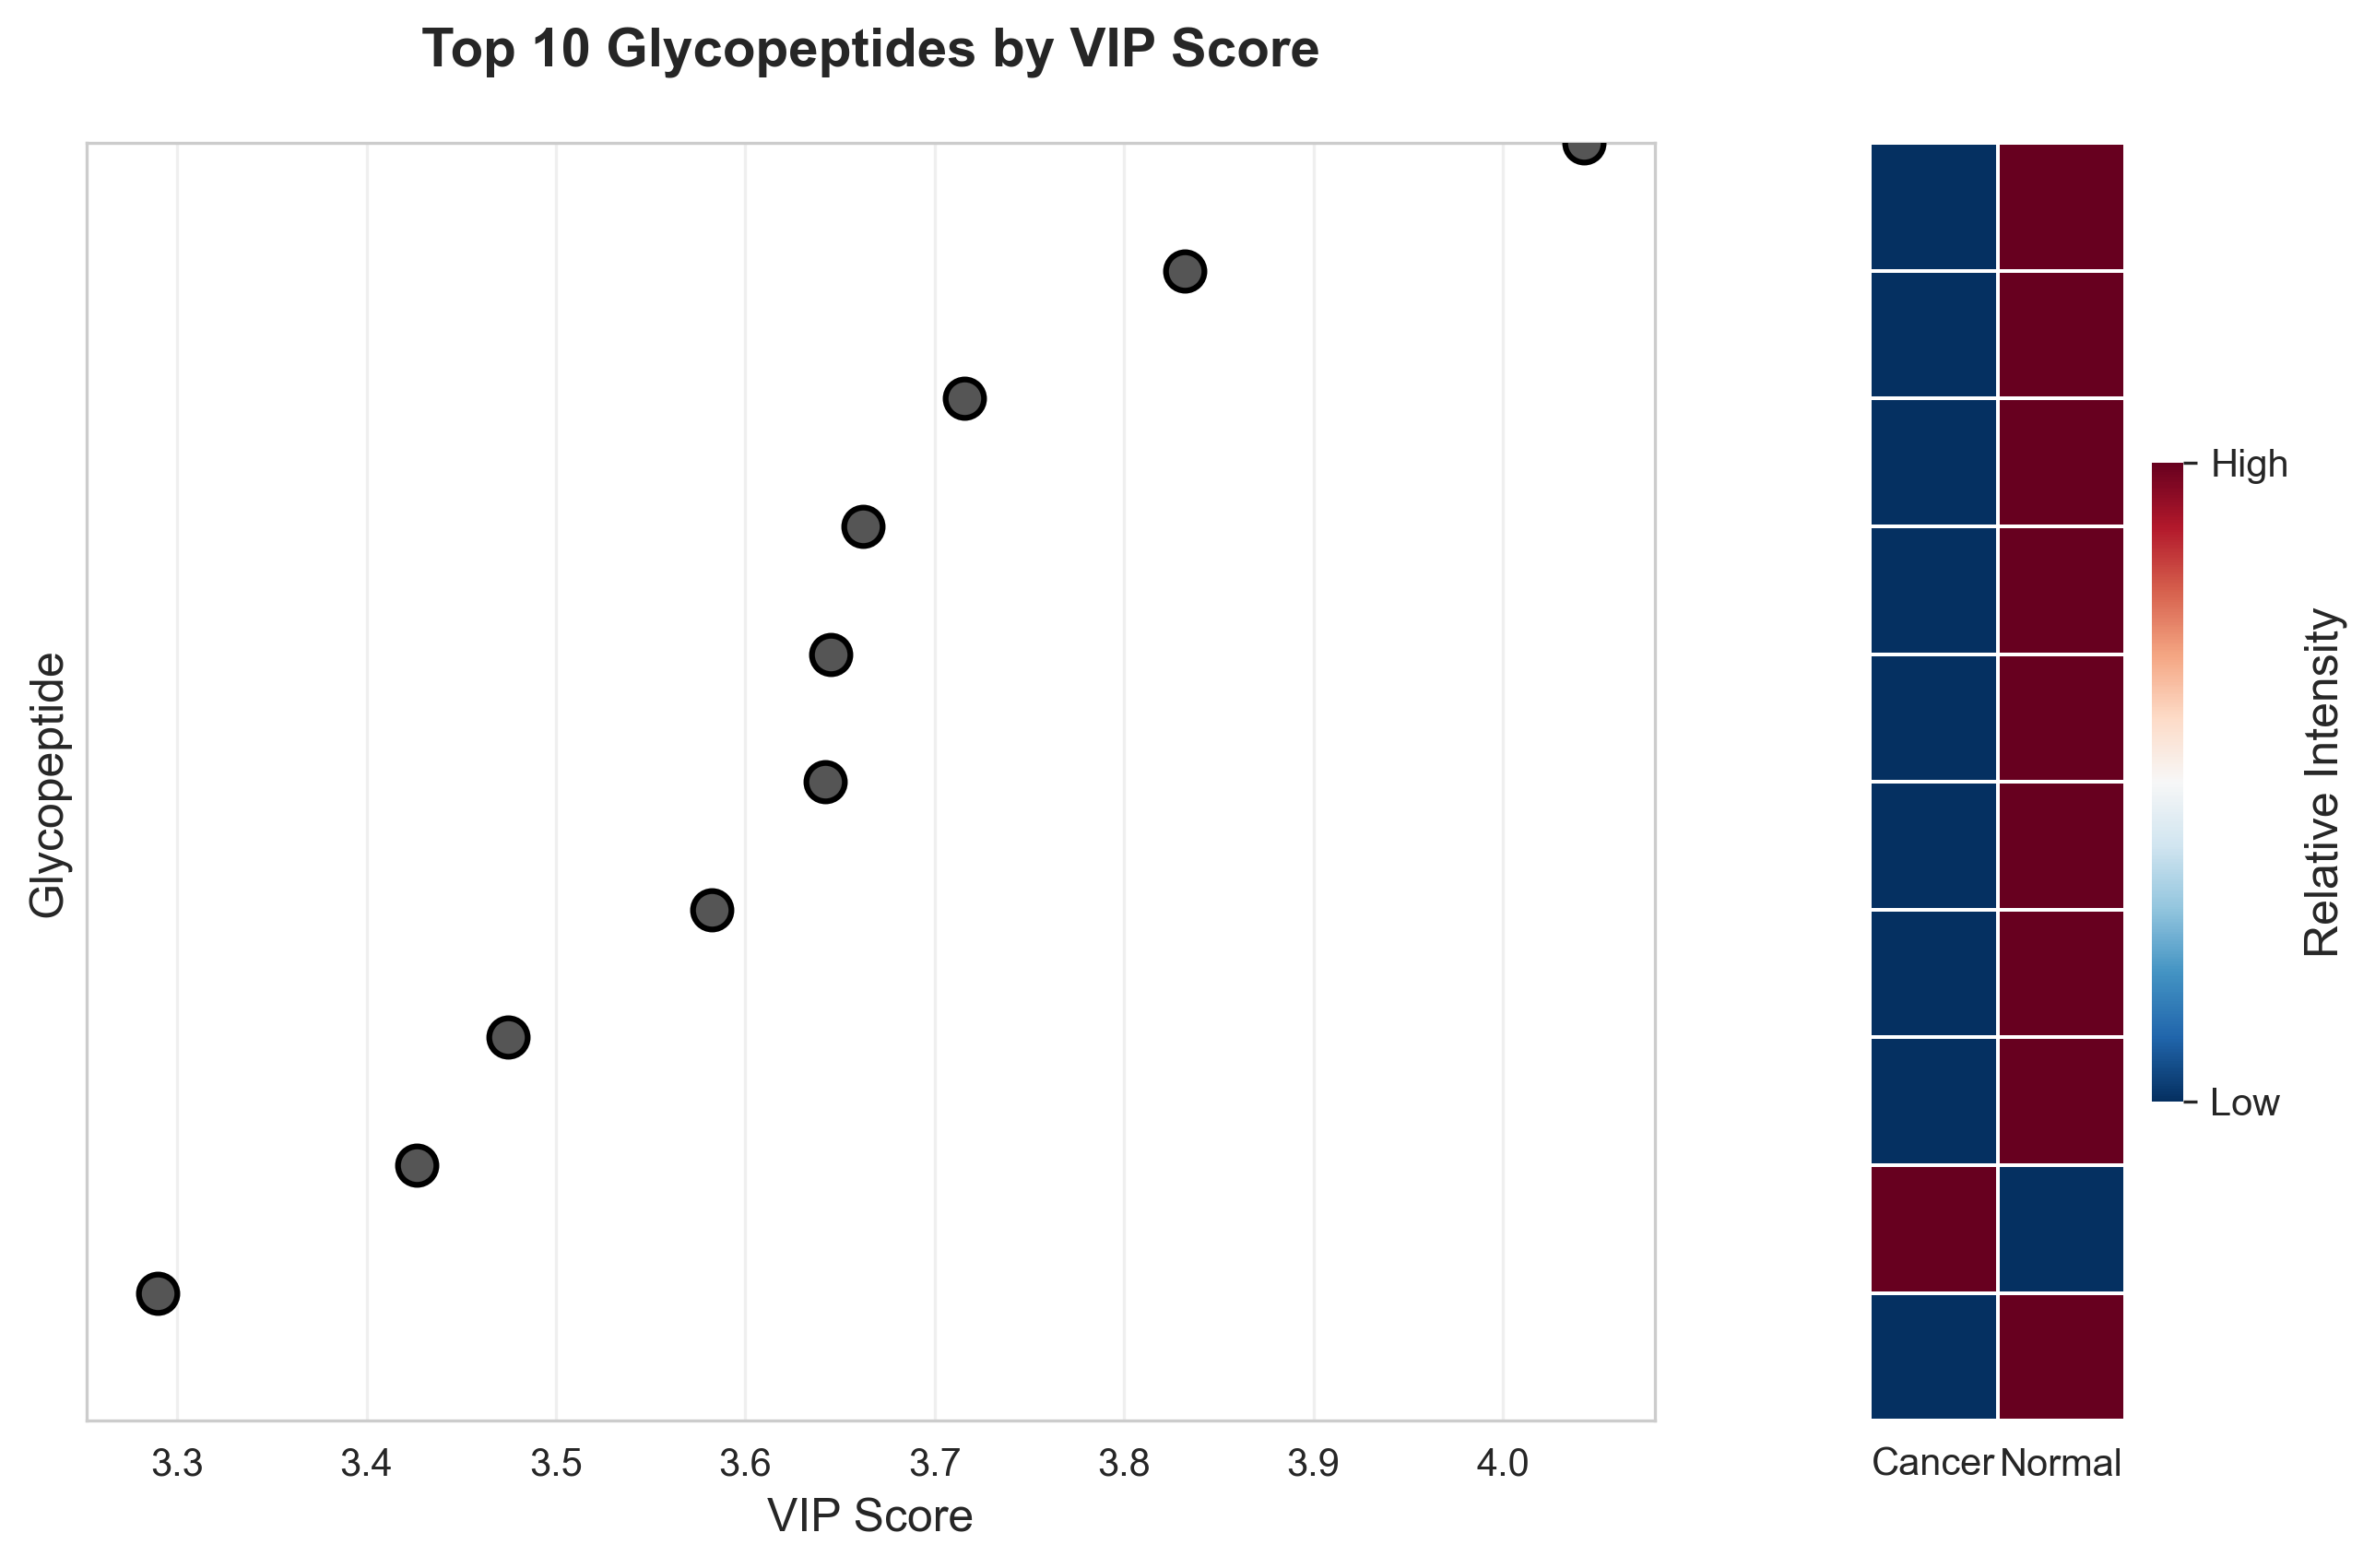 Top 10 Glycopeptides by VIP Score
Glycopeptide
3.3 3.4 3.5 3.6 3.7 3.8 3.9 4.0
VIP Score
Cancer Normal
High
Low
Relative Intensity